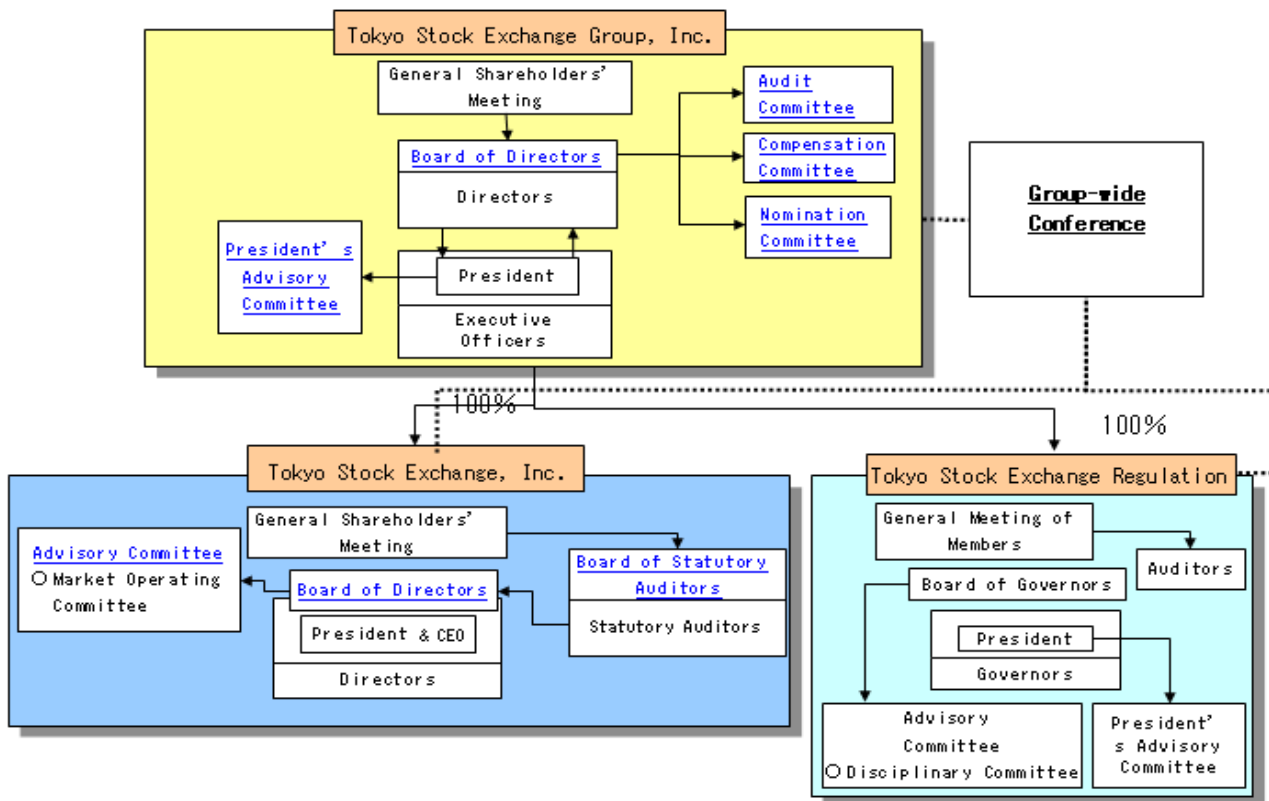 Tokyo Stock Exchange Group, Inc.
General Shareholders'
Meeting
Board of Directors
Directors
Audit
Committee
Compensation
Committee
Nomination
Committee
President's
Advisory
Committee
President
Executive
Officers
Group-wide
Conference
100%
100%
Tokyo Stock Exchange, Inc.
General Shareholders'
Meeting
Advisory Committee
○ Market Operating
Committee
Board of Directors
President & CEO
Directors
Board of Statutory
Auditors
Statutory Auditors
Tokyo Stock Exchange Regulation
General Meeting of
Members
Auditors
Board of Governors
President
Governors
Advisory
Committee
○ Disciplinary Committee
President'
s Advisory
Committee